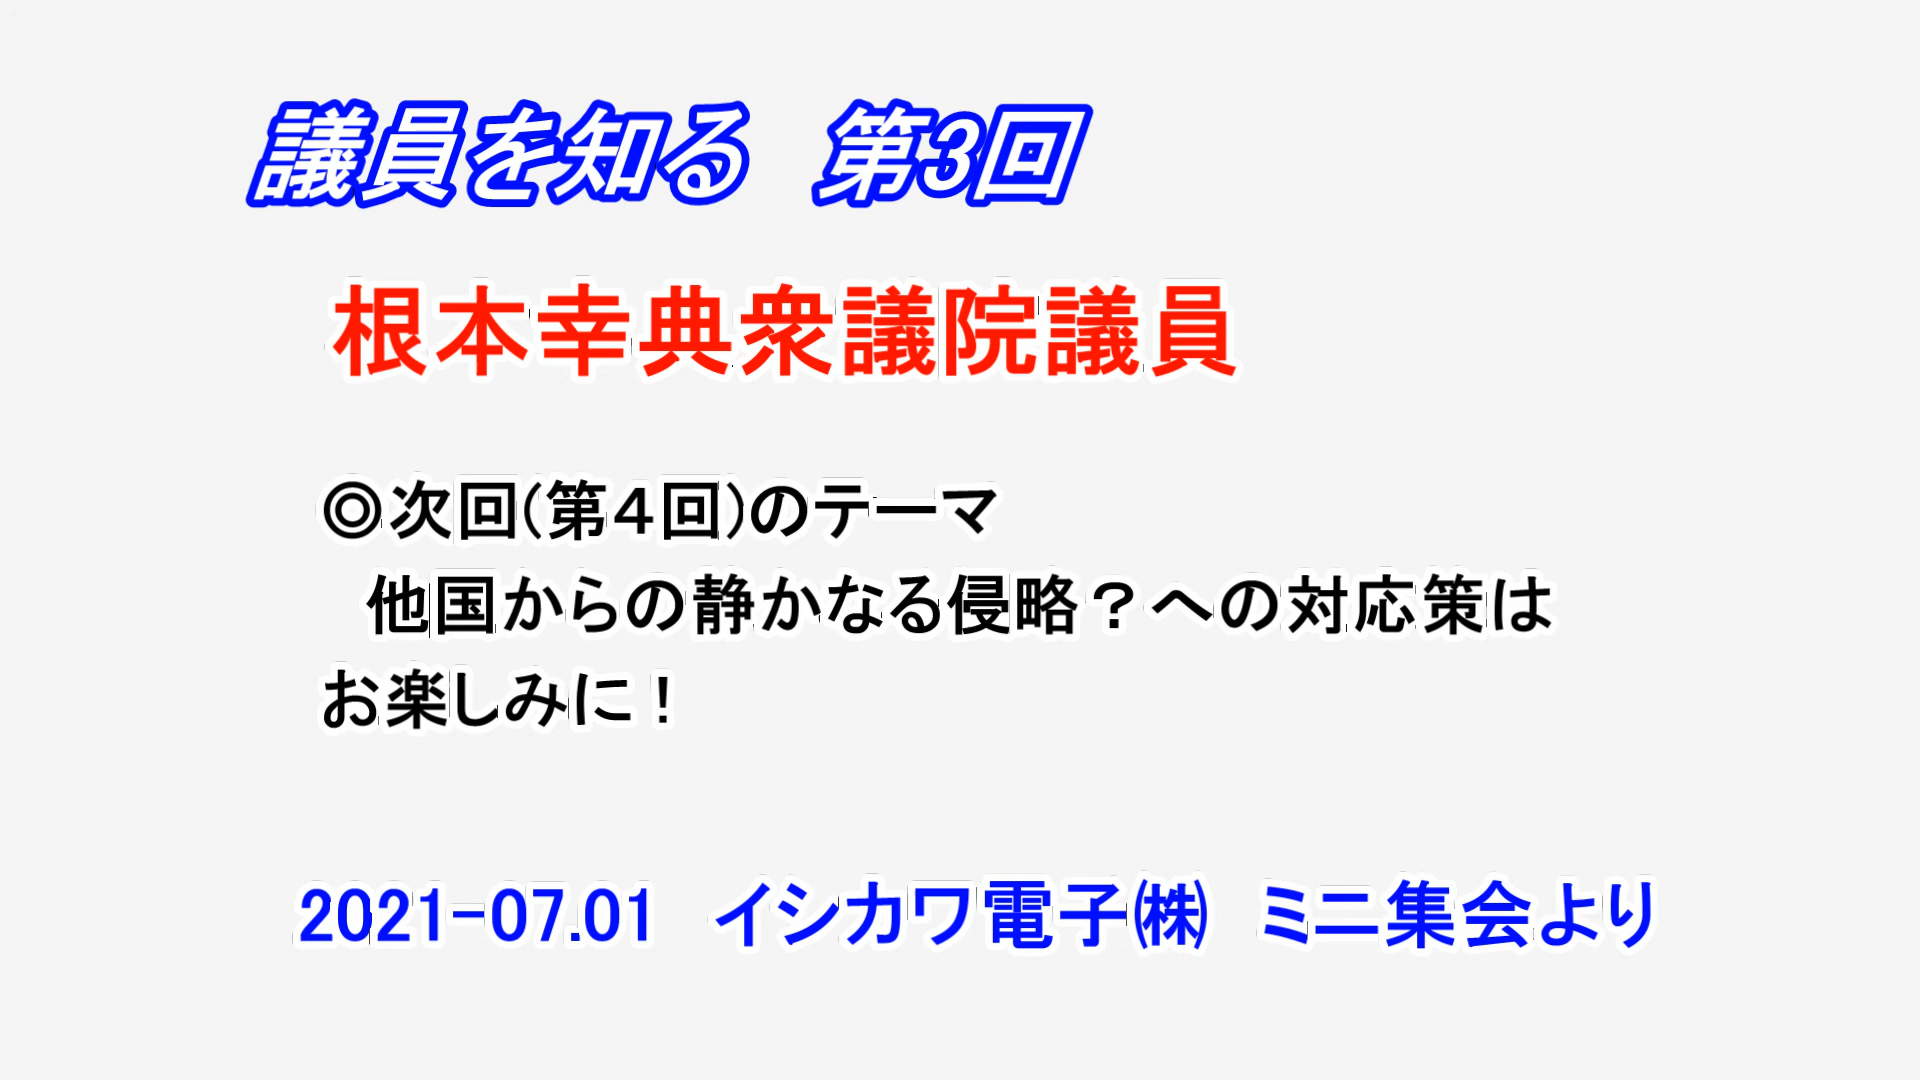 議員を知る　第3回
根本幸典衆議院議員
◎次回(第４回)のテーマ
他国からの静かなる侵略？への対応策は
お楽しみに！
2021-07.01　イシカワ電子㈱　ミニ集会より